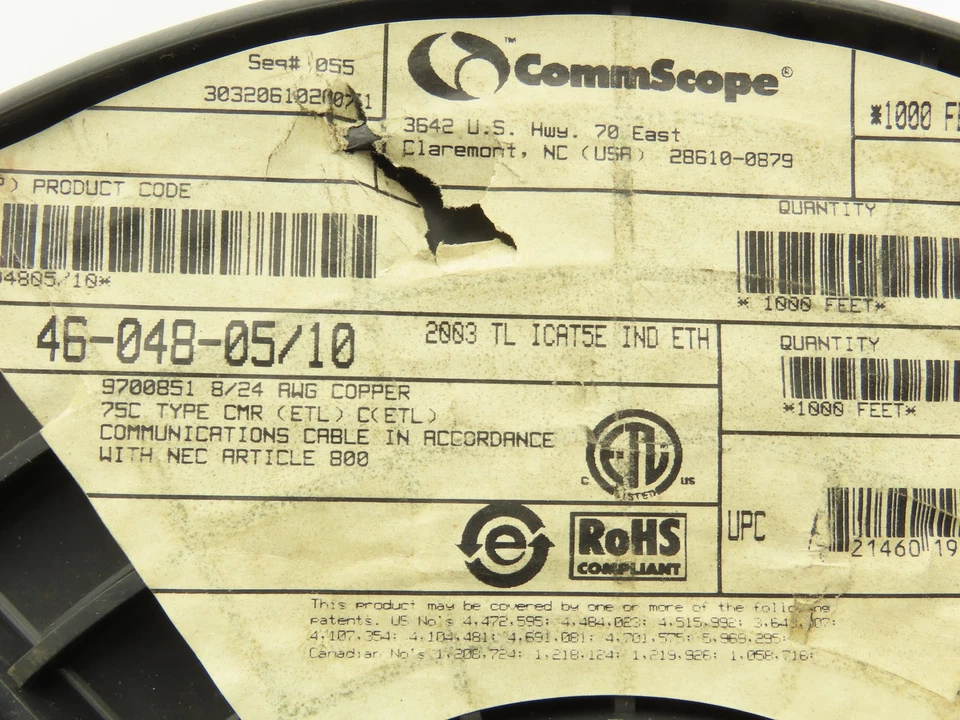 Seq# 055
™
CommScope®
3642 U.S. Hwy. 70 East
Claremont, NC (USA) 28610-0879
*1000
PRODUCT CODE
QUANTITY
* 1000 FEET*
46-048-05/10
2003 TL ICAT5E IND ETH
QUANTITY
*1000 FEET*
9700851 8/24 AWG COPPER
75C TYPE CMR (ETL) C(ETL)
COMMUNICATIONS CABLE IN ACCORDANCE
WITH NEC ARTICLE 800
ETL
C US
LISTED
e
RoHS
COMPLIANT
UPC
21460 19
This product may be covered by one or more of the following
patents. US No's 4,472,595; 4,484,023; 4,515,992;
4,107,354; 4,104,481; 4,691,081; 4,701,575; 5,969,295;
Canadian No's 1,208,724; 1,218,124; 1,219,926; 1,058,716;